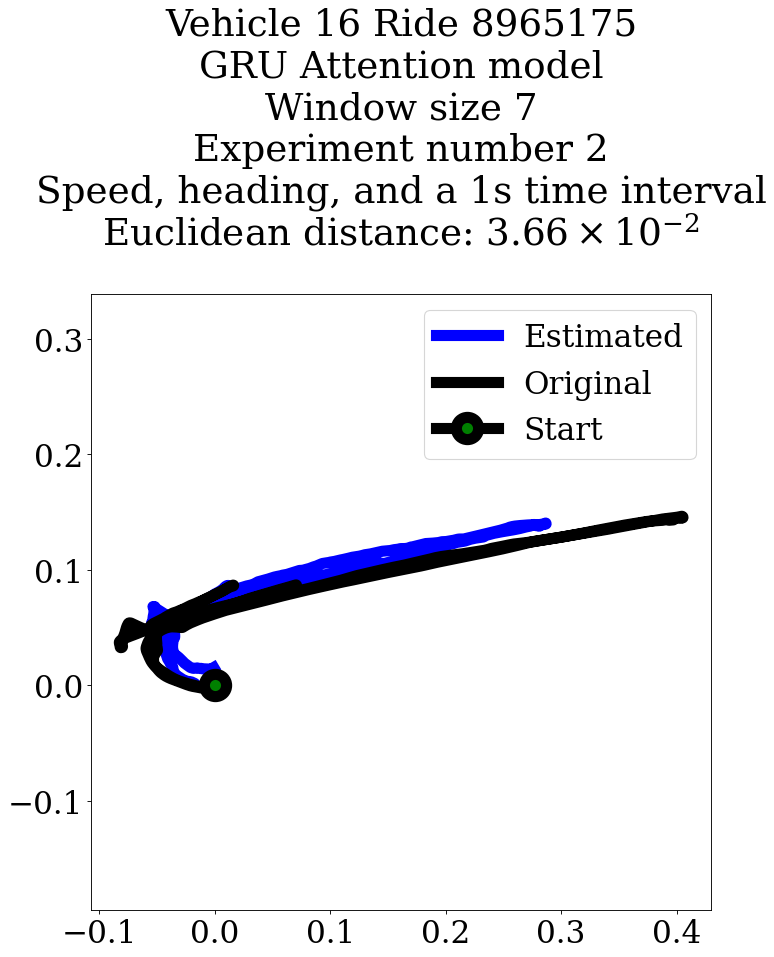 Vehicle 16 Ride 8965175
GRU Attention model
Window size 7
Experiment number 2
Speed, heading, and a 1s time interval
Euclidean distance: 3.66 × 10⁻²
Estimated
Original
Start
0.3
0.2
0.1
0.0
−0.1
−0.1 0.0 0.1 0.2 0.3 0.4